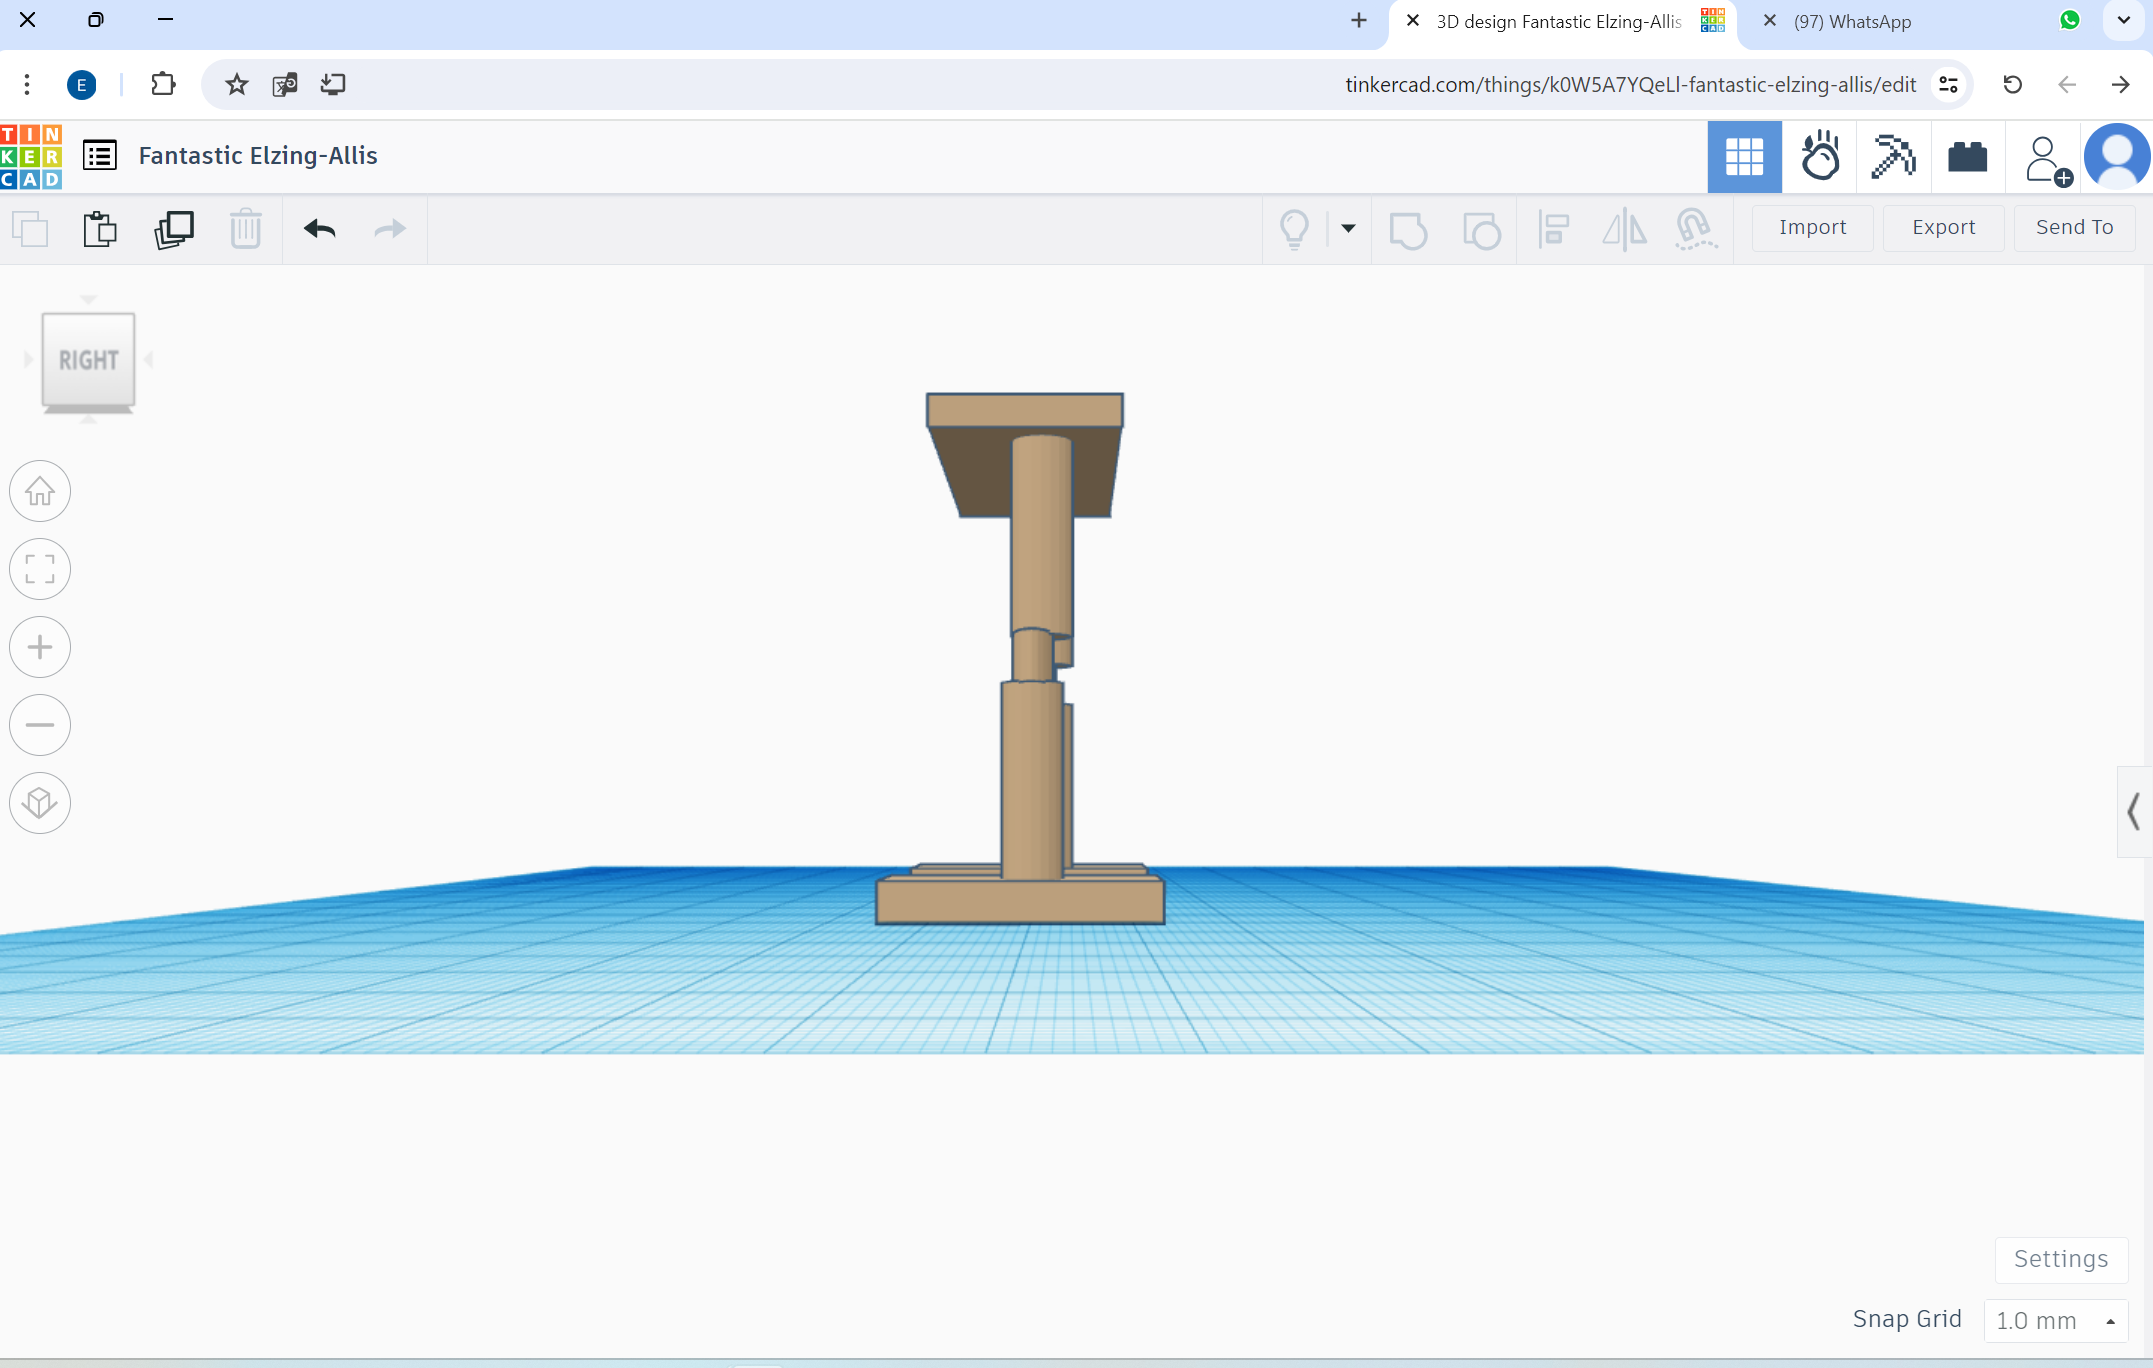 3D design Fantastic Elzing-Allis
(97) WhatsApp
E
tinkercad.com/things/k0W5A7YQeLI-fantastic-elzing-allis/edit
TIN
KER
CAD
Fantastic Elzing-Allis
Import
Export
Send To
RIGHT
Settings
Snap Grid
1.0 mm